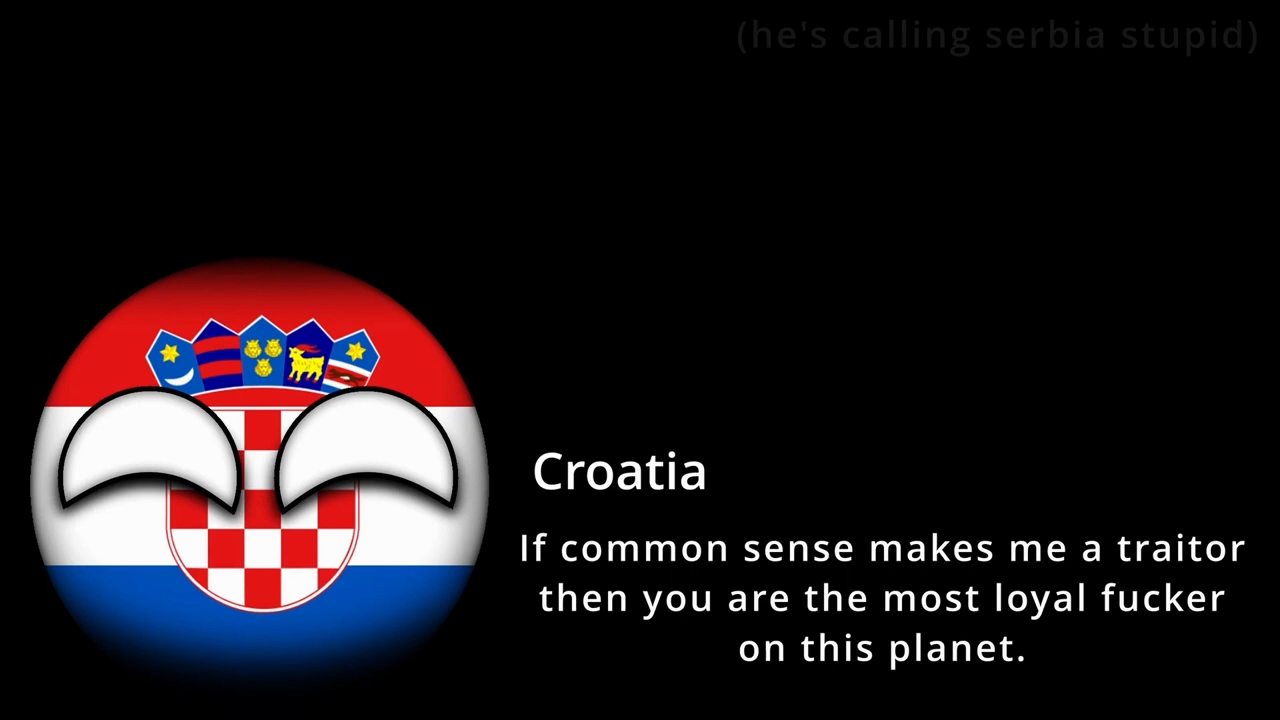 (he's calling serbia stupid)
Croatia
If common sense makes me a traitor
then you are the most loyal fucker
on this planet.